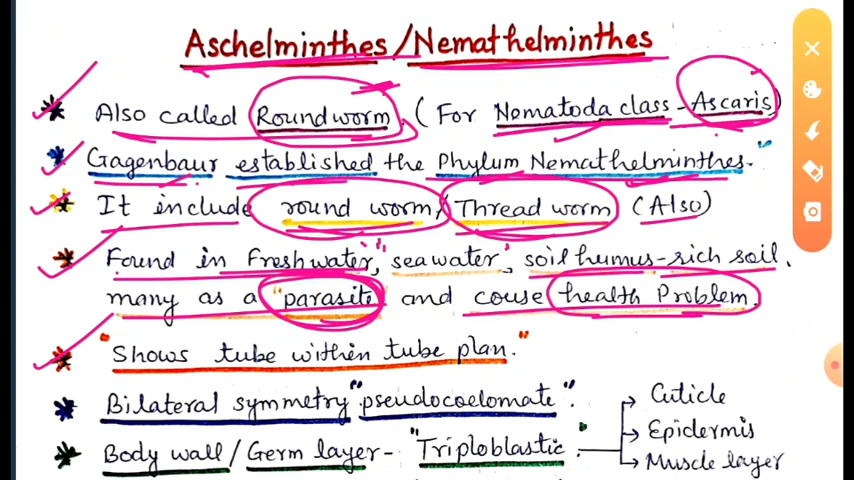 Aschelminthes/Nemathelminthes
Also called Roundworm (For Nematoda class - Ascaris)
Gagenbaur established the Phylum Nemathelminthes."
It include round worm/Thread worm (Also)
Found in Freshwater, "seawater", soil humus-rich soil.
many as a "parasite" and couse health Problem.
"Shows tube within tube plan."
Bilateral symmetry "pseudocoelomate".
Body wall/Germ layer- "Triploblastic".
Cuticle
Epidermis
Muscle layer